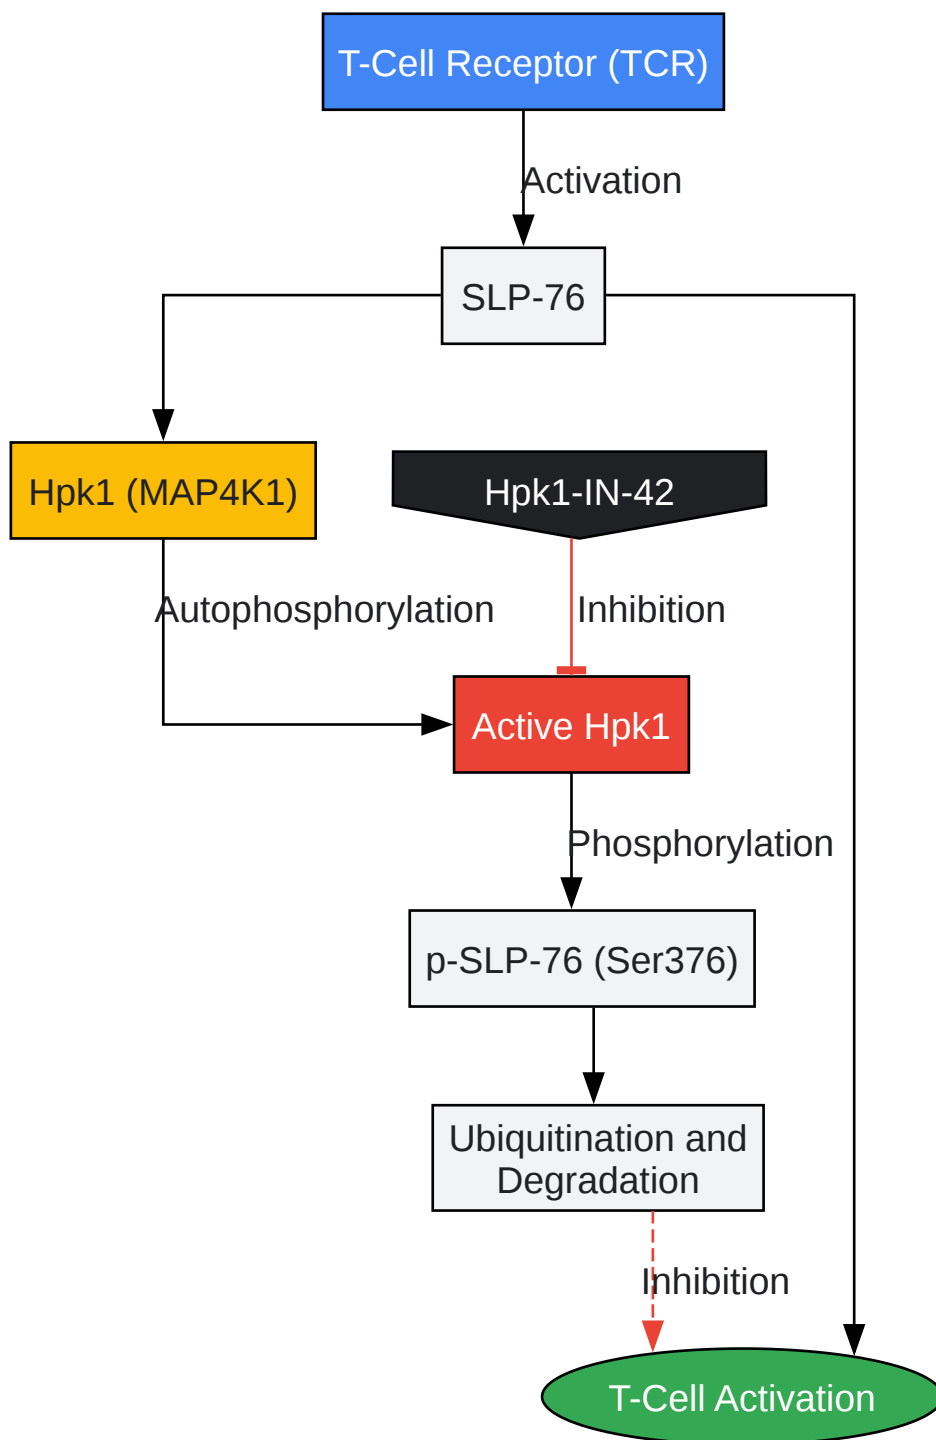 T-Cell Receptor (TCR)
Activation
SLP-76
Hpk1 (MAP4K1)
Hpk1-IN-42
Autophosphorylation
Inhibition
Active Hpk1
Phosphorylation
p-SLP-76 (Ser376)
Ubiquitination and
Degradation
Inhibition
T-Cell Activation